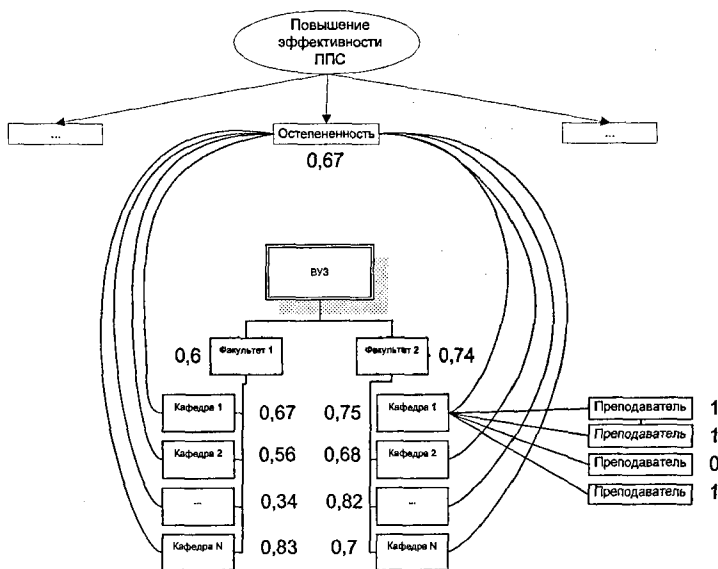 Повышение
эффективности
ППС
...
Остепененность
...
0,67
ВУЗ
0,6
Факультет 1
Факультет 2
0,74
Кафедра 1
0,67
0,75
Кафедра 1
Преподаватель
1
Преподаватель
1
Кафедра 2
0,56
0,68
Кафедра 2
Преподаватель
0
Преподаватель
1
...
0,34
0,82
...
Кафедра N
0,83
0,7
Кафедра N